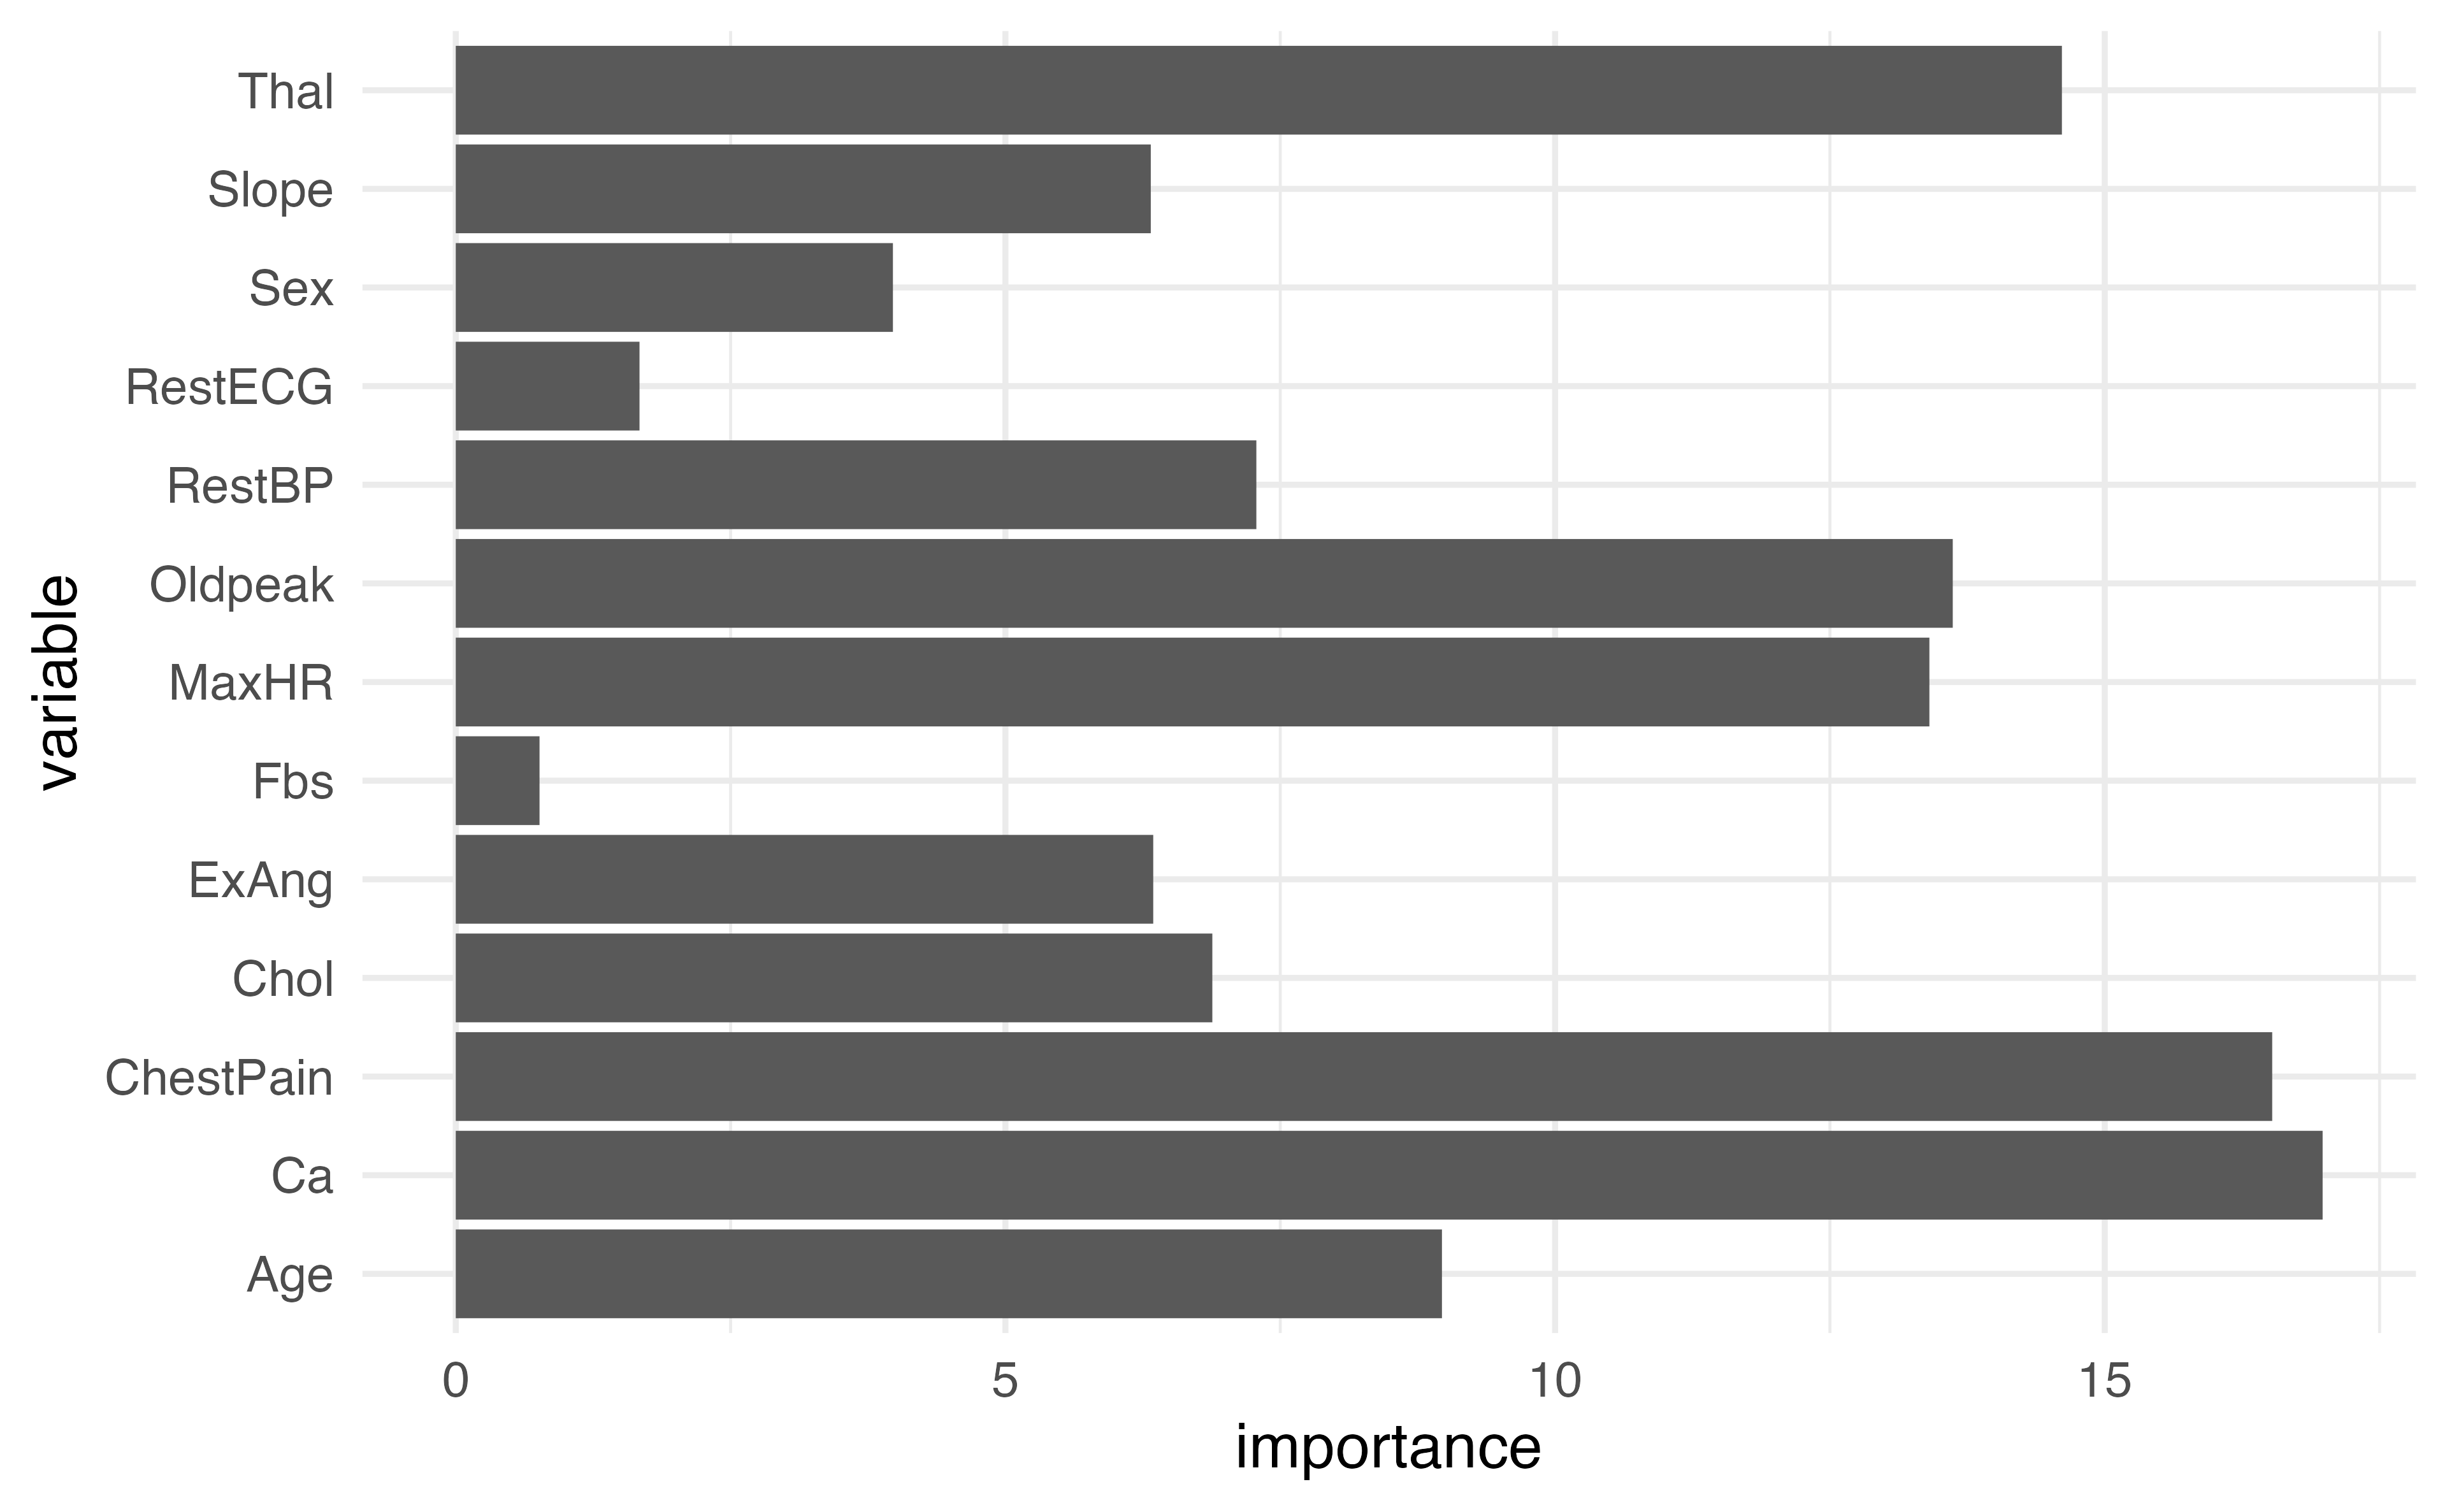 Thal
Slope
Sex
RestECG
RestBP
Oldpeak
MaxHR
Fbs
ExAng
Chol
ChestPain
Ca
Age
variable
0 5 10 15
importance